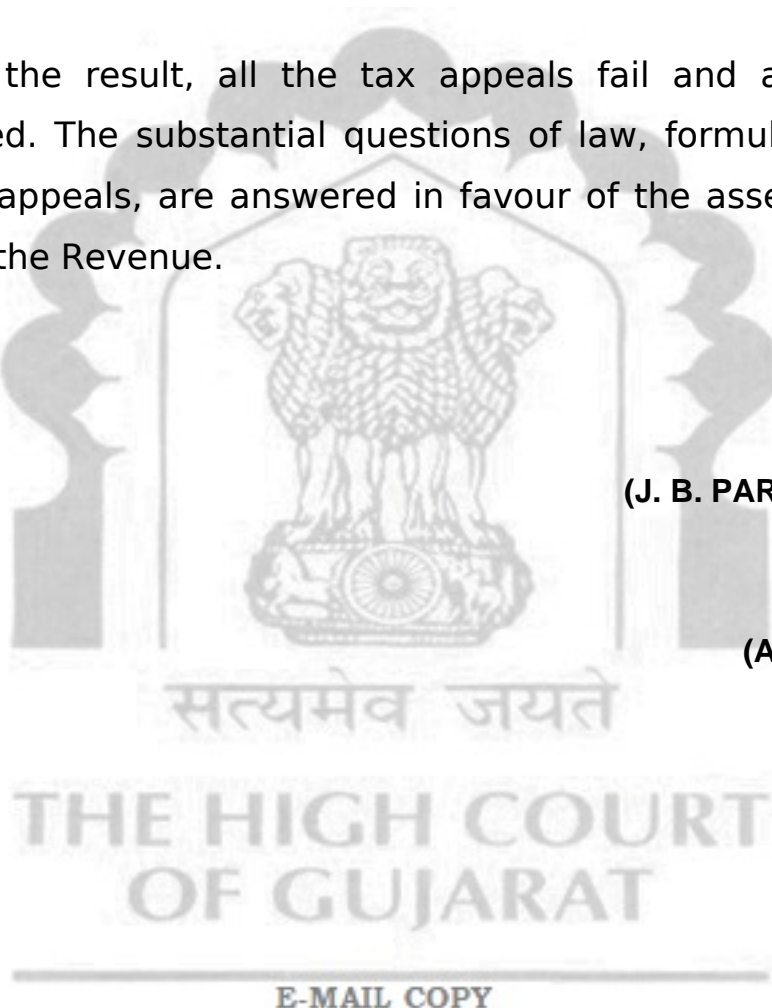 the result, all the tax appeals fail and a
ed. The substantial questions of law, formul
appeals, are answered in favour of the asse
the Revenue.
(J. B. PAR
(A
सत्यमेव जयते
THE HIGH COURT
OF GUJARAT
E-MAIL COPY